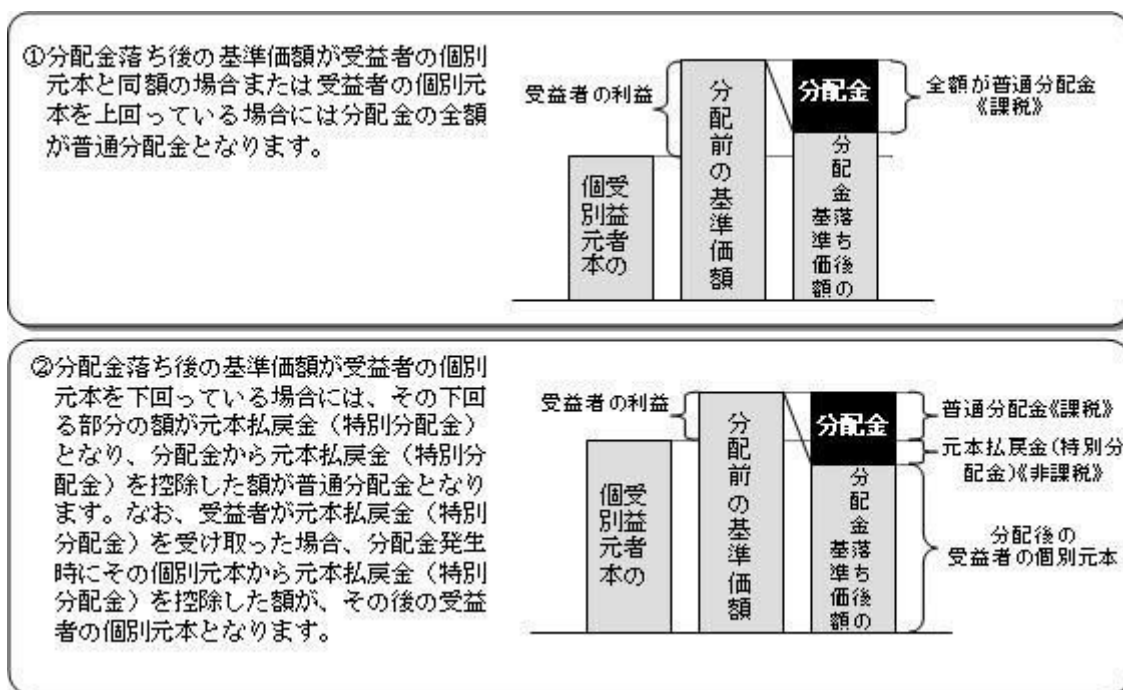 ①分配金落ち後の基準価額が受益者の個別
元本と同額の場合または受益者の個別元
本を上回っている場合には分配金の全額
が普通分配金となります。
受益者の利益
受益者の
個別元本
分配前の基準価額
分配金
分配金落ち後の
基準価額
全額が普通分配金
《課税》
②分配金落ち後の基準価額が受益者の個別
元本を下回っている場合には、その下回
る部分の額が元本払戻金（特別分配金）
となり、分配金から元本払戻金（特別分
配金）を控除した額が普通分配金となり
ます。なお、受益者が元本払戻金（特別
分配金）を受け取った場合、分配金発生
時にその個別元本から元本払戻金（特別
分配金）を控除した額が、その後の受益
者の個別元本となります。
受益者の利益
受益者の
個別元本
分配前の基準価額
分配金
分配金落ち後の
基準価額
普通分配金《課税》
元本払戻金(特別分
配金)《非課税》
分配後の
受益者の個別元本